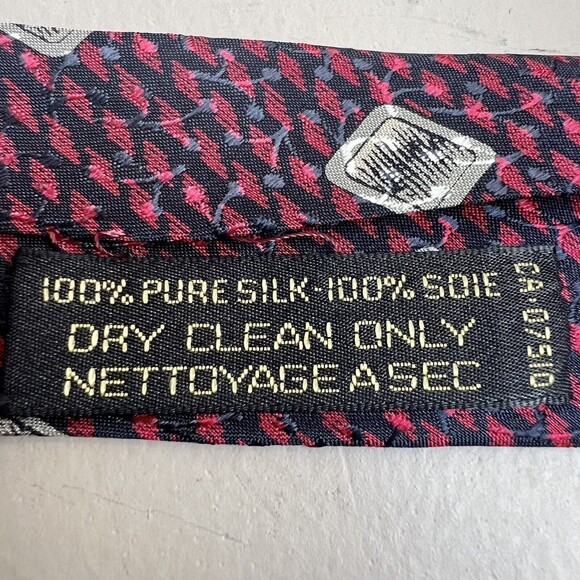 100% PURE SILK-100% SOIE
DRY CLEAN ONLY
NETTOYAGE A SEC
CA-07510